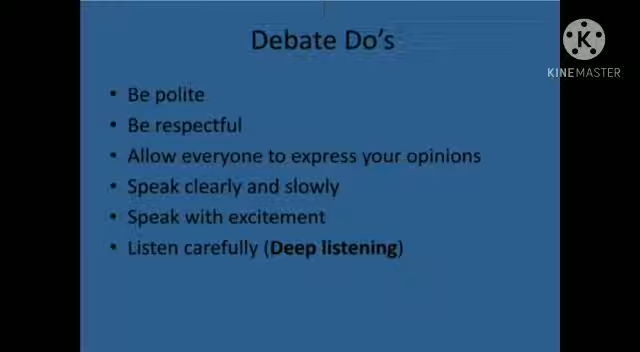 Debate Do's
K
KINEMASTER
• Be polite
• Be respectful
• Allow everyone to express your opinions
• Speak clearly and slowly
• Speak with excitement
• Listen carefully (Deep listening)